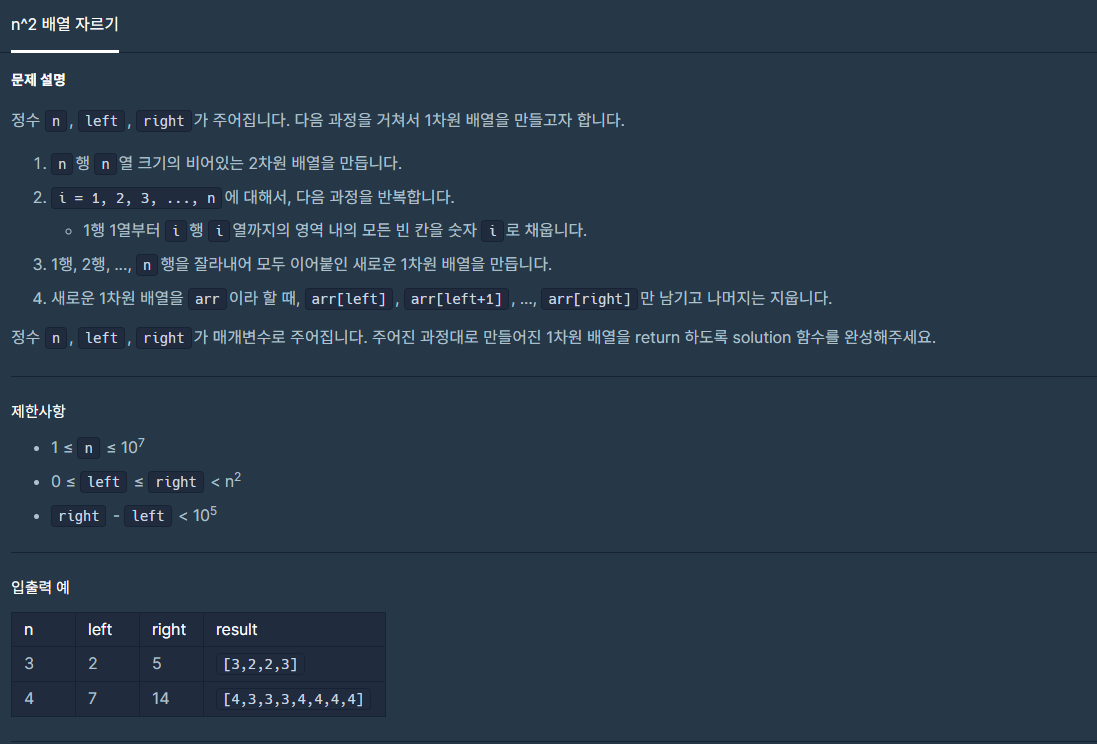 n^2 배열 자르기
문제 설명
정수 n , left , right 가 주어집니다. 다음 과정을 거쳐서 1차원 배열을 만들고자 합니다.
1. n 행 n 열 크기의 비어있는 2차원 배열을 만듭니다.
2. i = 1, 2, 3, ..., n 에 대해서, 다음 과정을 반복합니다.
◦ 1행 1열부터 i 행 i 열까지의 영역 내의 모든 빈 칸을 숫자 i 로 채웁니다.
3. 1행, 2행, ..., n 행을 잘라내어 모두 이어붙인 새로운 1차원 배열을 만듭니다.
4. 새로운 1차원 배열을 arr 이라 할 때, arr[left] , arr[left+1] , ..., arr[right] 만 남기고 나머지는 지웁니다.
정수 n , left , right 가 매개변수로 주어집니다. 주어진 과정대로 만들어진 1차원 배열을 return 하도록 solution 함수를 완성해주세요.
제한사항
• 1 ≤ n ≤ 10⁷
• 0 ≤ left ≤ right < n²
• right - left < 10⁵
입출력 예
n left right result
3 2 5 [3,2,2,3]
4 7 14 [4,3,3,3,4,4,4,4]